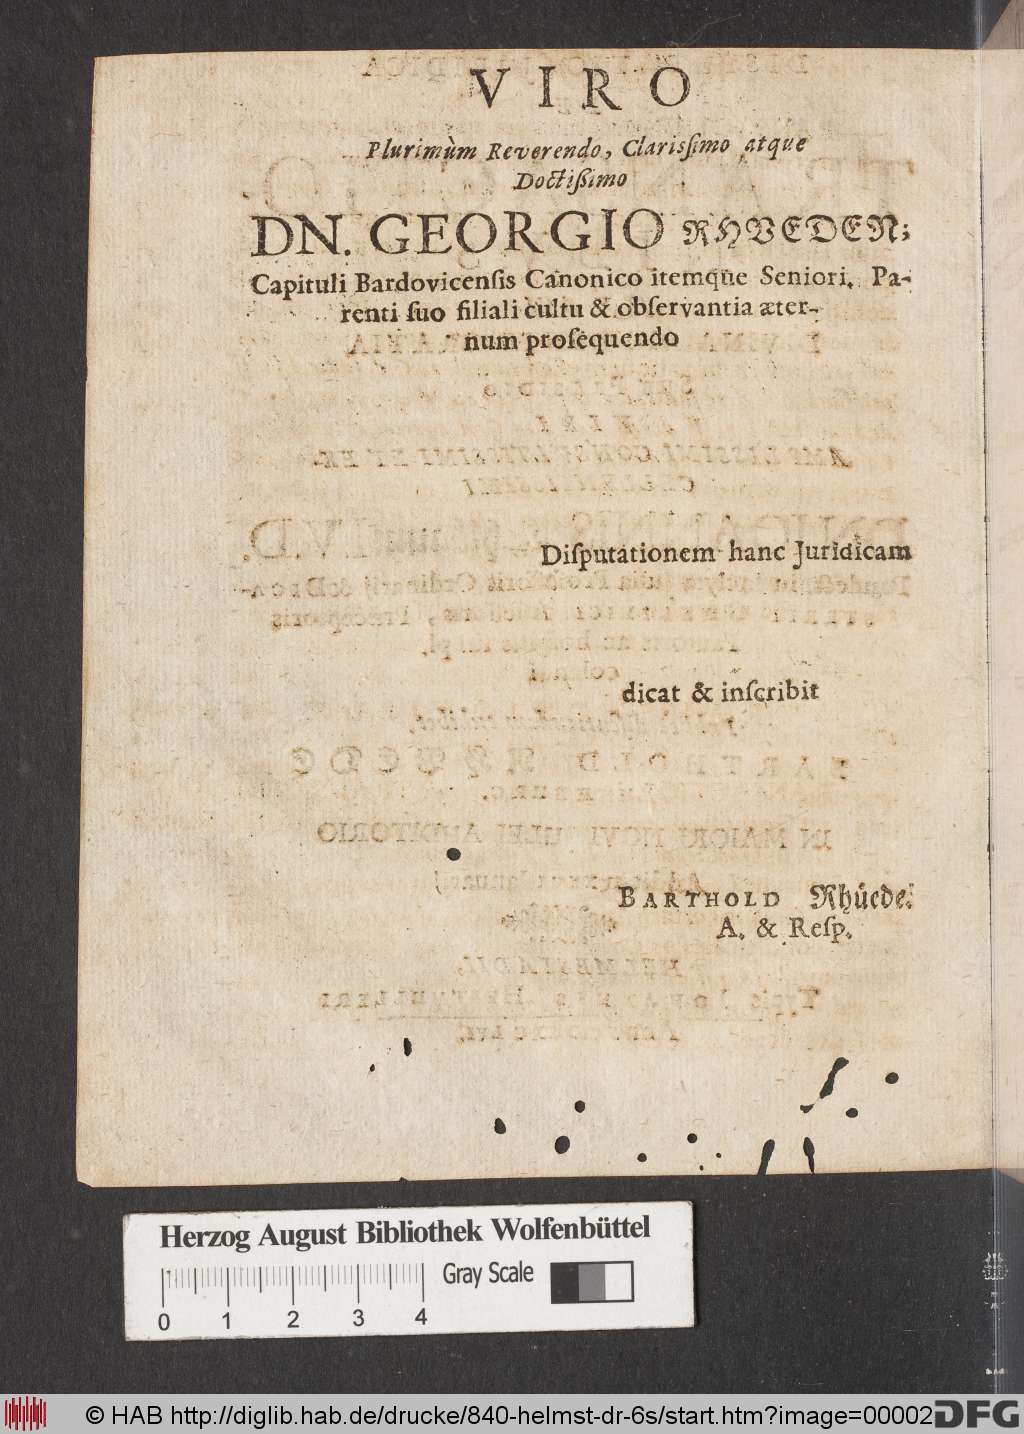 VIRO
Plurimùm Reverendo, Clarisſimo atque
Doctiſſimo
DN. GEORGIO RHVEDEN;
Capituli Bardovicenſis Canonico itemque Seniori. Pa-
renti ſuo filiali cultu & obſervantia æter-
num proſequendo
Diſputationem hanc Juridicam
dicat & inſcribit
BARTHOLD Rhüede.
A. & Reſp.
Herzog August Bibliothek Wolfenbüttel
Gray Scale
0 1 2 3 4
© HAB http://diglib.hab.de/drucke/840-helmst-dr-6s/start.htm?image=00002
DFG